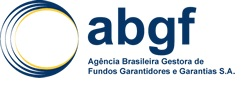 abgf
Agência Brasileira Gestora de
Fundos Garantidores e Garantias S.A.